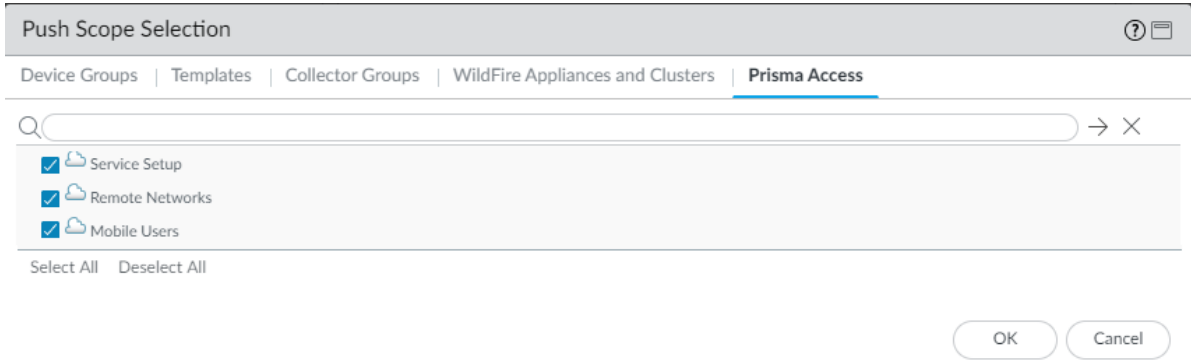 Push Scope Selection
Device Groups | Templates | Collector Groups | WildFire Appliances and Clusters | Prisma Access
Service Setup
Remote Networks
Mobile Users
Select All Deselect All
OK Cancel